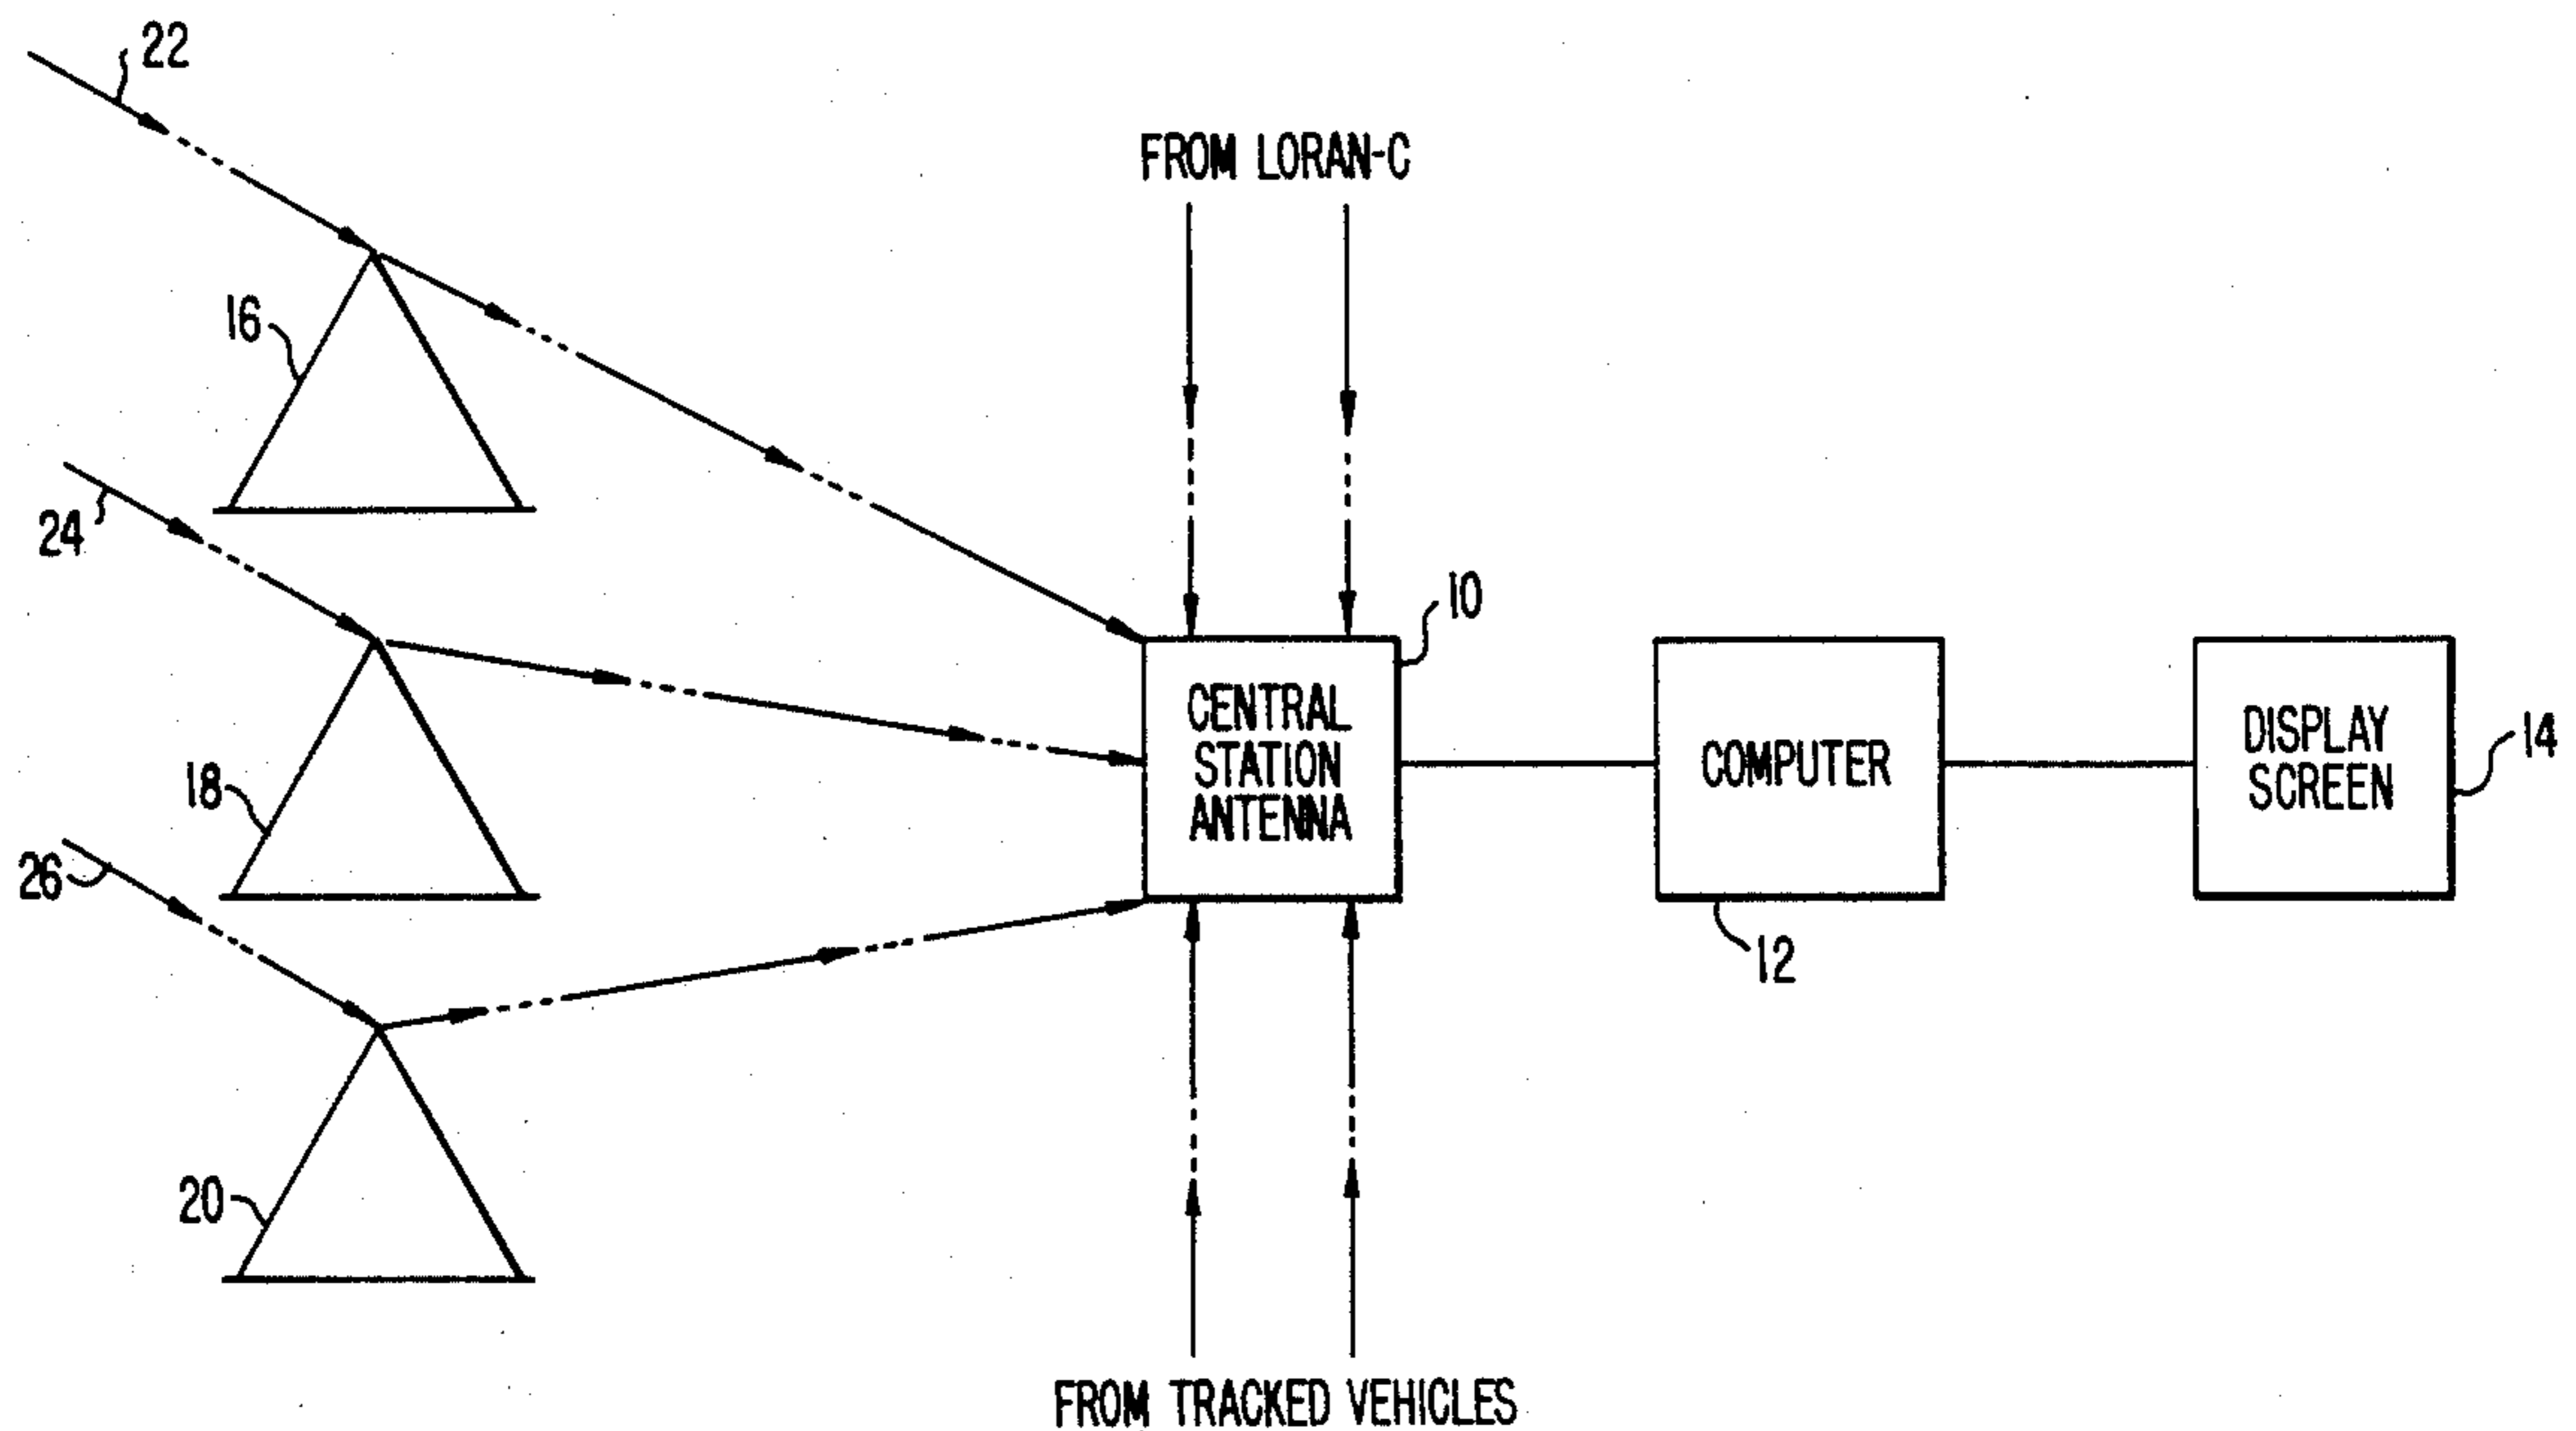 22
FROM LORAN-C
16
24
10
CENTRAL
STATION
ANTENNA
COMPUTER
DISPLAY
SCREEN
14
18
26
12
20
FROM TRACKED VEHICLES